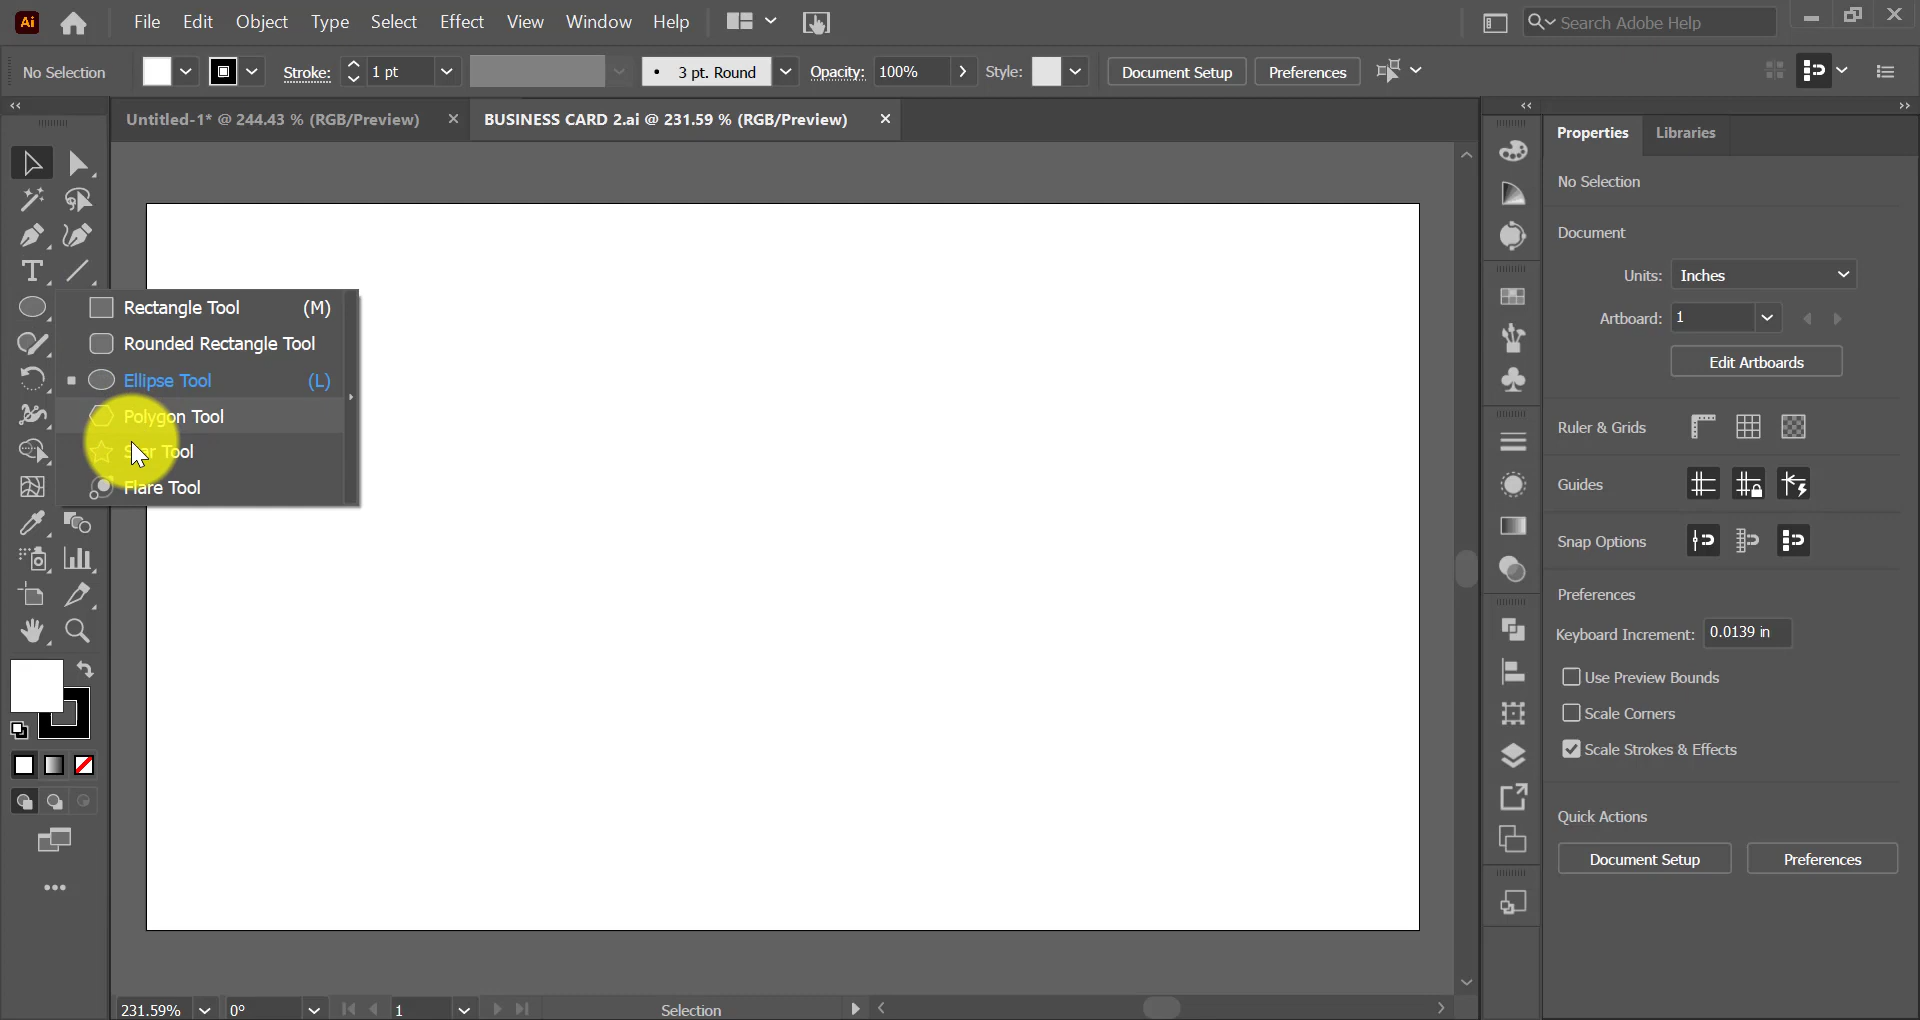 Ai File Edit Object Type Select Effect View Window Help Search Adobe Help
No Selection Stroke: 1 pt 3 pt. Round Opacity: 100% Style: Document Setup Preferences
Untitled-1* @ 244.43 % (RGB/Preview) BUSINESS CARD 2.ai @ 231.59 % (RGB/Preview)
Rectangle Tool (M)
Rounded Rectangle Tool
Ellipse Tool (L)
Polygon Tool
Star Tool
Flare Tool
Properties Libraries
No Selection
Document
Units: Inches
Artboard: 1
Edit Artboards
Ruler & Grids
Guides
Snap Options
Preferences
Keyboard Increment: 0.0139 in
Use Preview Bounds
Scale Corners
Scale Strokes & Effects
Quick Actions
Document Setup Preferences
231.59% 0° 1 Selection